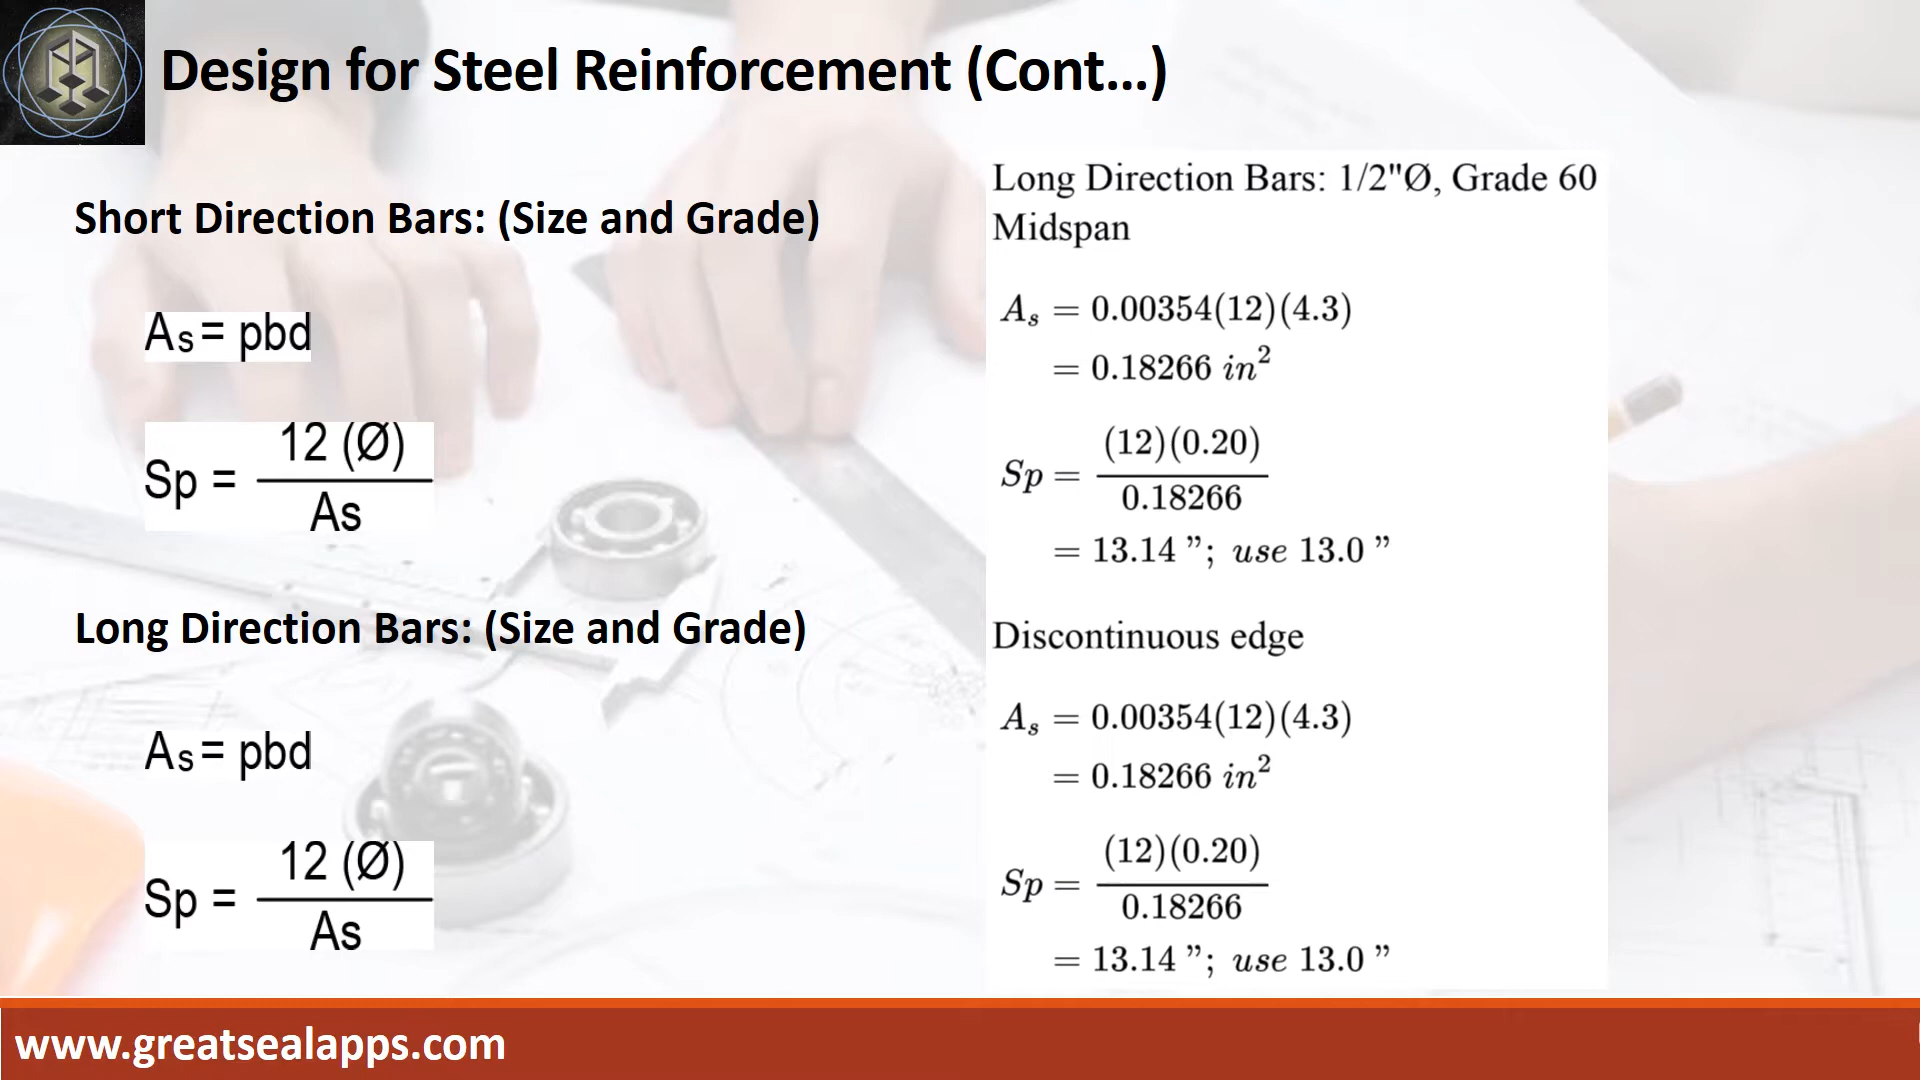 Design for Steel Reinforcement (Cont...)
Short Direction Bars: (Size and Grade)
As = pbd
Sp = 12 (Ø) / As
Long Direction Bars: (Size and Grade)
As = pbd
Sp = 12 (Ø) / As
Long Direction Bars: 1/2"Ø, Grade 60
Midspan
As = 0.00354(12)(4.3)
= 0.18266 in²
Sp = (12)(0.20) / 0.18266
= 13.14 ”; use 13.0 ”
Discontinuous edge
As = 0.00354(12)(4.3)
= 0.18266 in²
Sp = (12)(0.20) / 0.18266
= 13.14 ”; use 13.0 ”
www.greatsealapps.com